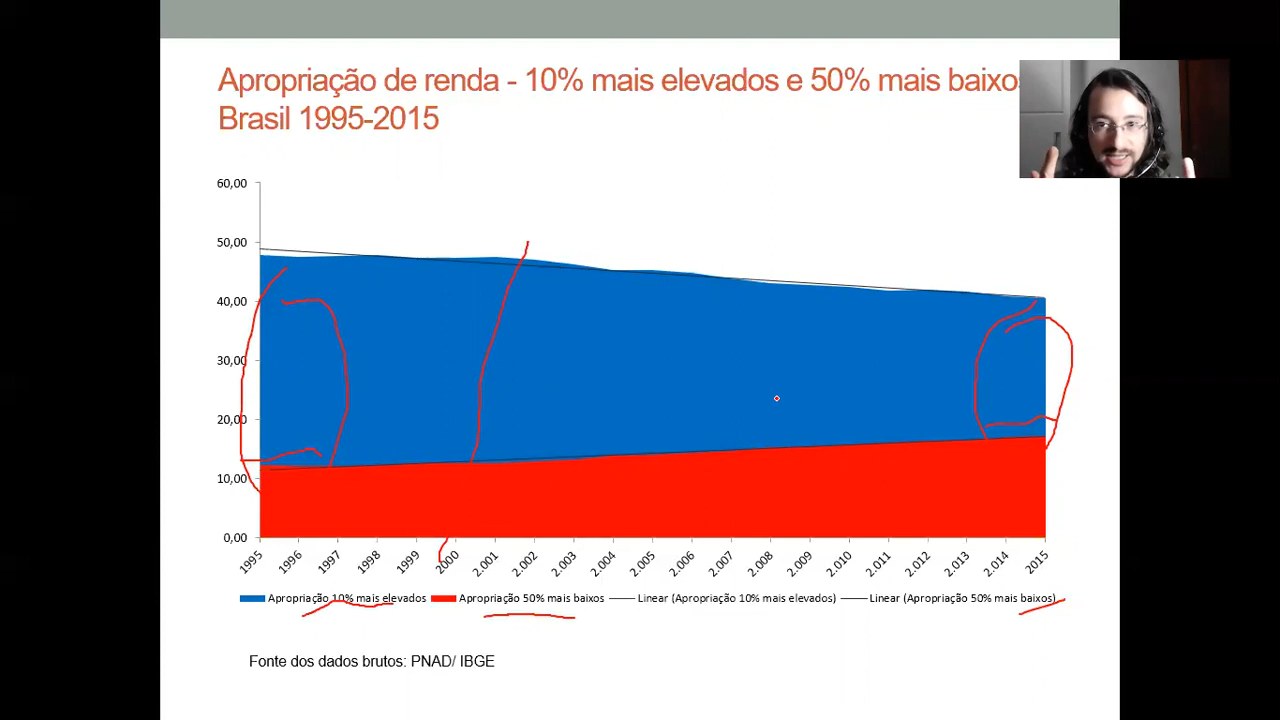 Apropriação de renda - 10% mais elevados e 50% mais baixos
Brasil 1995-2015
60,00
50,00
40,00
30,00
20,00
10,00
0,00
1995 1996 1997 1998 1999 2000 2.001 2.002 2.003 2.004 2.005 2.006 2.007 2.008 2.009 2.010 2.011 2.012 2.013 2.014 2015
Apropriação 10% mais elevados Apropriação 50% mais baixos Linear (Apropriação 10% mais elevados) Linear (Apropriação 50% mais baixos)
Fonte dos dados brutos: PNAD/ IBGE